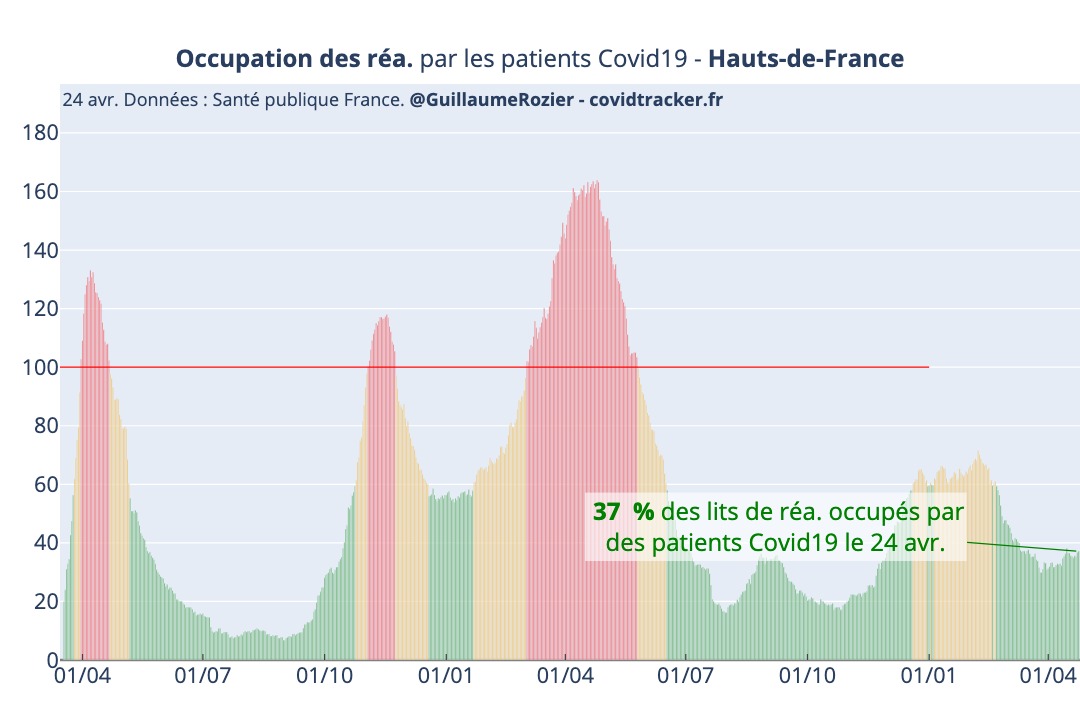 Occupation des réa. par les patients Covid19 - Hauts-de-France
24 avr. Données : Santé publique France. @GuillaumeRozier - covidtracker.fr
180
160
140
120
100
80
60
40
20
0
37 % des lits de réa. occupés par
des patients Covid19 le 24 avr.
01/04 01/07 01/10 01/01 01/04 01/07 01/10 01/01 01/04